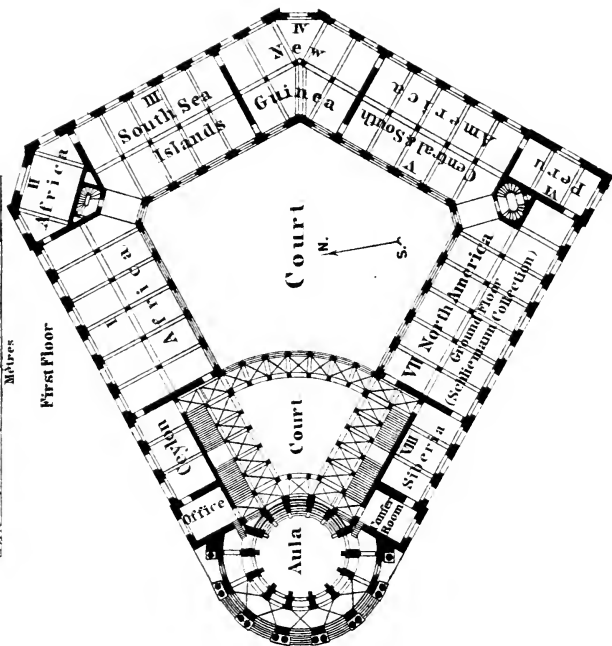 Metres
First Floor
IV
New
Guinea
III
South Sea
Islands
II
Africa
I
Africa
V
Central & South
America
VI
Peru
Court
N.
S.
VII North America
Ground Floor
(Schliemann Collection)
Court
Ceylon
Office
VIII
Siberia
Confer
Room
Aula